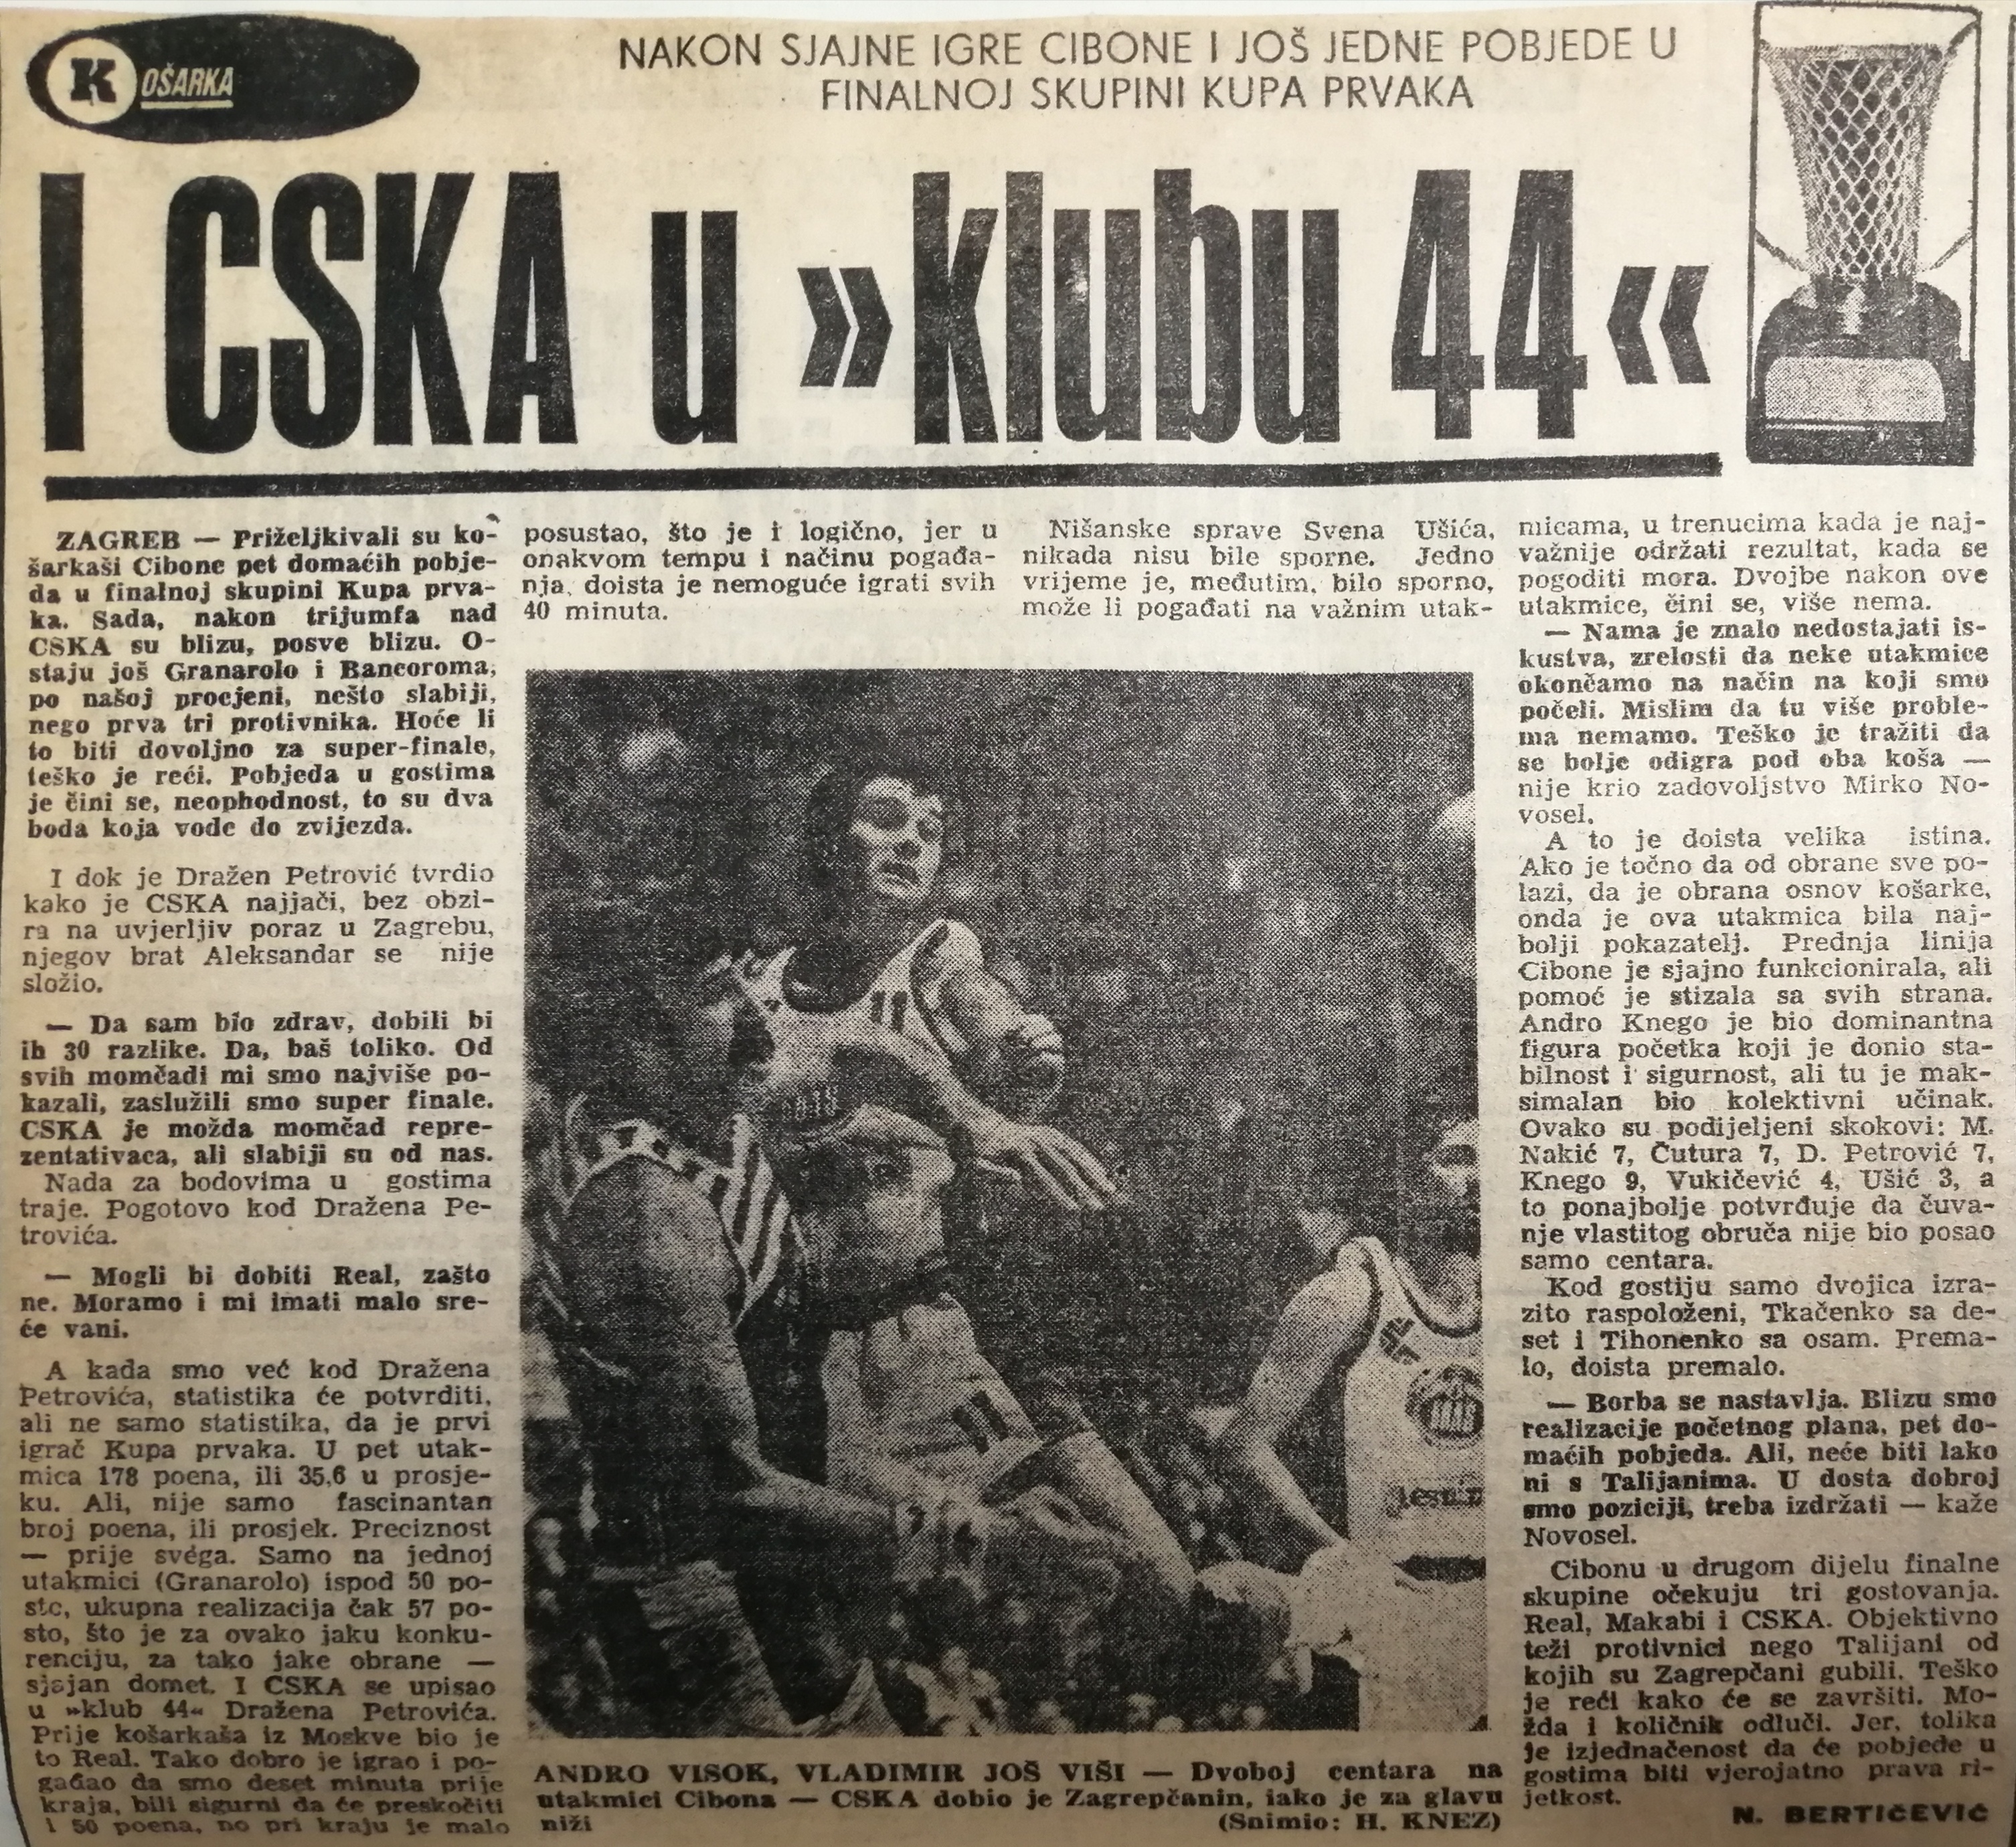 KOŠARKA
NAKON SJAJNE IGRE CIBONE I JOŠ JEDNE POBJEDE U
FINALNOJ SKUPINI KUPA PRVAKA
I CSKA u »klubu 44«
ZAGREB — Priželjkivali su ko-
šarkaši Cibone pet domaćih pobje-
da u finalnoj skupini Kupa prva-
ka. Sada, nakon trijumfa nad
CSKA su blizu, posve blizu. O-
staju još Granarolo i Bancoroma,
po našoj procjeni, nešto slabiji,
nego prva tri protivnika. Hoće li
to biti dovoljno za super-finale,
teško je reći. Pobjeda u gostima
je čini se, neophodnost, to su dva
boda koja vode do zvijezda.
I dok je Dražen Petrović tvrdio
kako je CSKA najjači, bez obzi-
ra na uvjerljiv poraz u Zagrebu,
njegov brat Aleksandar se nije
složio.
— Da sam bio zdrav, dobili bi
ih 30 razlike. Da, baš toliko. Od
svih momčadi mi smo najviše po-
kazali, zaslužili smo super finale.
CSKA je možda momčad repre-
zentativaca, ali slabiji su od nas.
Nada za bodovima u gostima
traje. Pogotovo kod Dražena Pe-
trovića.
— Mogli bi dobiti Real, zašto
ne. Moramo i mi imati malo sre-
će vani.
A kada smo već kod Dražena
Petrovića, statistika će potvrditi,
ali ne samo statistika, da je prvi
igrač Kupa prvaka. U pet utak-
mica 178 poena, ili 35,6 u prosje-
ku. Ali, nije samo fascinantan
broj poena, ili prosjek. Preciznost
— prije svega. Samo na jednoj
utakmici (Granarolo) ispod 50 po-
sto, ukupna realizacija čak 57 po-
sto, što je za ovako jaku konku-
renciju, za tako jake obrane —
sjajan domet. I CSKA se upisao
u »klub 44« Dražena Petrovića.
Prije košarkaša iz Moskve bio je
to Real. Tako dobro je igrao i po-
gađao da smo deset minuta prije
kraja, bili sigurni da će preskočiti
i 50 poena, no pri kraju je malo
posustao, što je i logično, jer u
onakvom tempu i načinu pogađa-
nja, doista je nemoguće igrati svih
40 minuta.
Nišanske sprave Svena Ušića,
nikada nisu bile sporne. Jedno
vrijeme je, međutim, bilo sporno,
može li pogađati na važnim utak-
micama, u trenucima kada je naj-
važnije održati rezultat, kada se
pogoditi mora. Dvojbe nakon ove
utakmice, čini se, više nema.
— Nama je znalo nedostajati is-
kustva, zrelosti da neke utakmice
okončamo na način na koji smo
počeli. Mislim da tu više proble-
ma nemamo. Teško je tražiti da
se bolje odigra pod oba koša —
nije krio zadovoljstvo Mirko No-
vosel.
A to je doista velika istina.
Ako je točno da od obrane sve po-
lazi, da je obrana osnov košarke,
onda je ova utakmica bila naj-
bolji pokazatelj. Prednja linija
Cibone je sjajno funkcionirala, ali
pomoć je stizala sa svih strana.
Andro Knego je bio dominantna
figura početka koji je donio sta-
bilnost i sigurnost, ali tu je mak-
simalan bio kolektivni učinak.
Ovako su podijeljeni skokovi: M.
Nakić 7, Čutura 7, D. Petrović 7,
Knego 9, Vukičević 4, Ušić 3, a
to ponajbolje potvrđuje da čuva-
nje vlastitog obruča nije bio posao
samo centara.
Kod gostiju samo dvojica izra-
zito raspoloženi, Tkačenko sa de-
set i Tihonenko sa osam. Prema-
lo, doista premalo.
— Borba se nastavlja. Blizu smo
realizacije početnog plana, pet do-
maćih pobjeda. Ali, neće biti lako
ni s Talijanima. U dosta dobroj
smo poziciji, treba izdržati — kaže
Novosel.
Cibonu u drugom dijelu finalne
skupine očekuju tri gostovanja.
Real, Makabi i CSKA. Objektivno
teži protivnici nego Talijani od
kojih su Zagrepčani gubili. Teško
je reći kako će se završiti. Mo-
žda i količnik odluči. Jer, tolika
je izjednačenost da će pobjede u
gostima biti vjerojatno prava ri-
jetkost.
N. BERTIČEVIĆ
11
ANDRO VISOK, VLADIMIR JOŠ VIŠI — Dvoboj centara na
utakmici Cibona — CSKA dobio je Zagrepčanin, iako je za glavu
niži (Snimio: H. KNEZ)